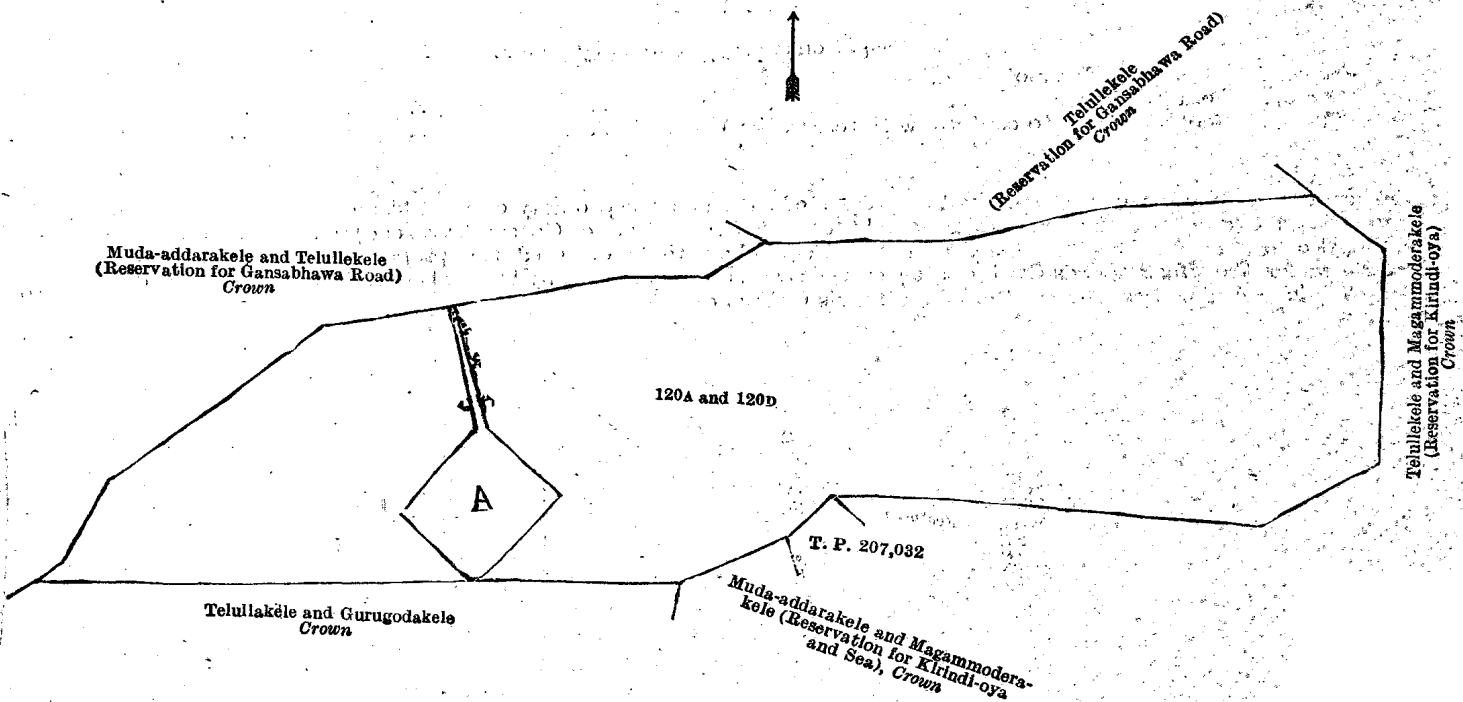 Telullekele
(Reservation for Gansabhawa Road)
Crown
Muda-addarakele and Telullekele
(Reservation for Gansabhawa Road)
Crown
Telullekele and Magammoderakele
(Reservation for Kirindi-oya)
Crown
120A and 120D
A
T. P. 207,032
Telullakele and Gurugodakele
Crown
Muda-addarakele and Magammodera-
kele (Reservation for Kirindi-oya
and Sea), Crown